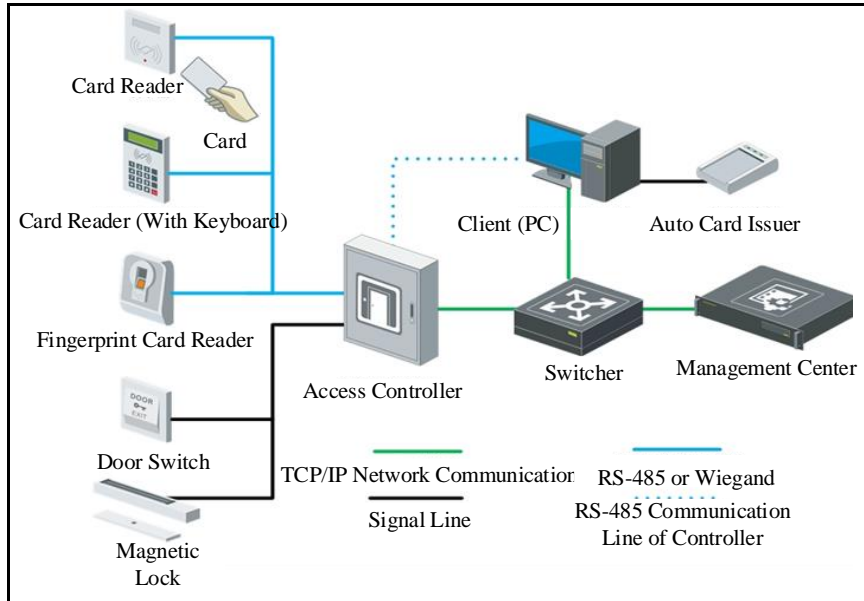 Card Reader
Card
Card Reader (With Keyboard)
Client (PC)
Auto Card Issuer
Fingerprint Card Reader
Access Controller
Switcher
Management Center
DOOR
EXIT
Door Switch
TCP/IP Network Communication
RS-485 or Wiegand
Signal Line
RS-485 Communication
Line of Controller
Magnetic
Lock